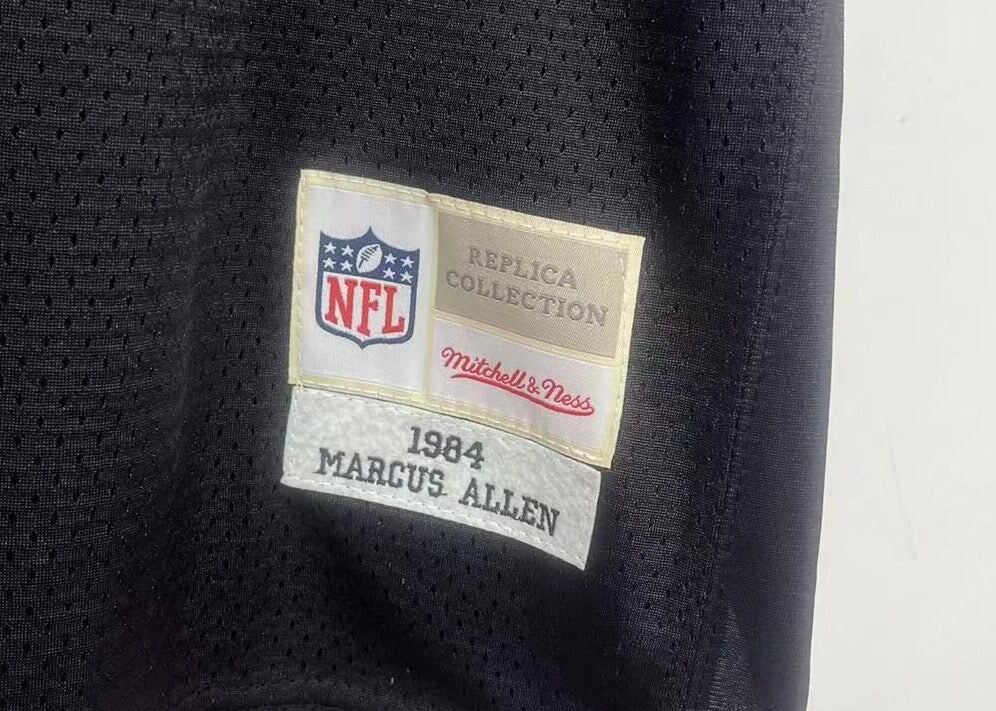 NFL
REPLICA
COLLECTION
Mitchell & Ness
1984
MARCUS ALLEN